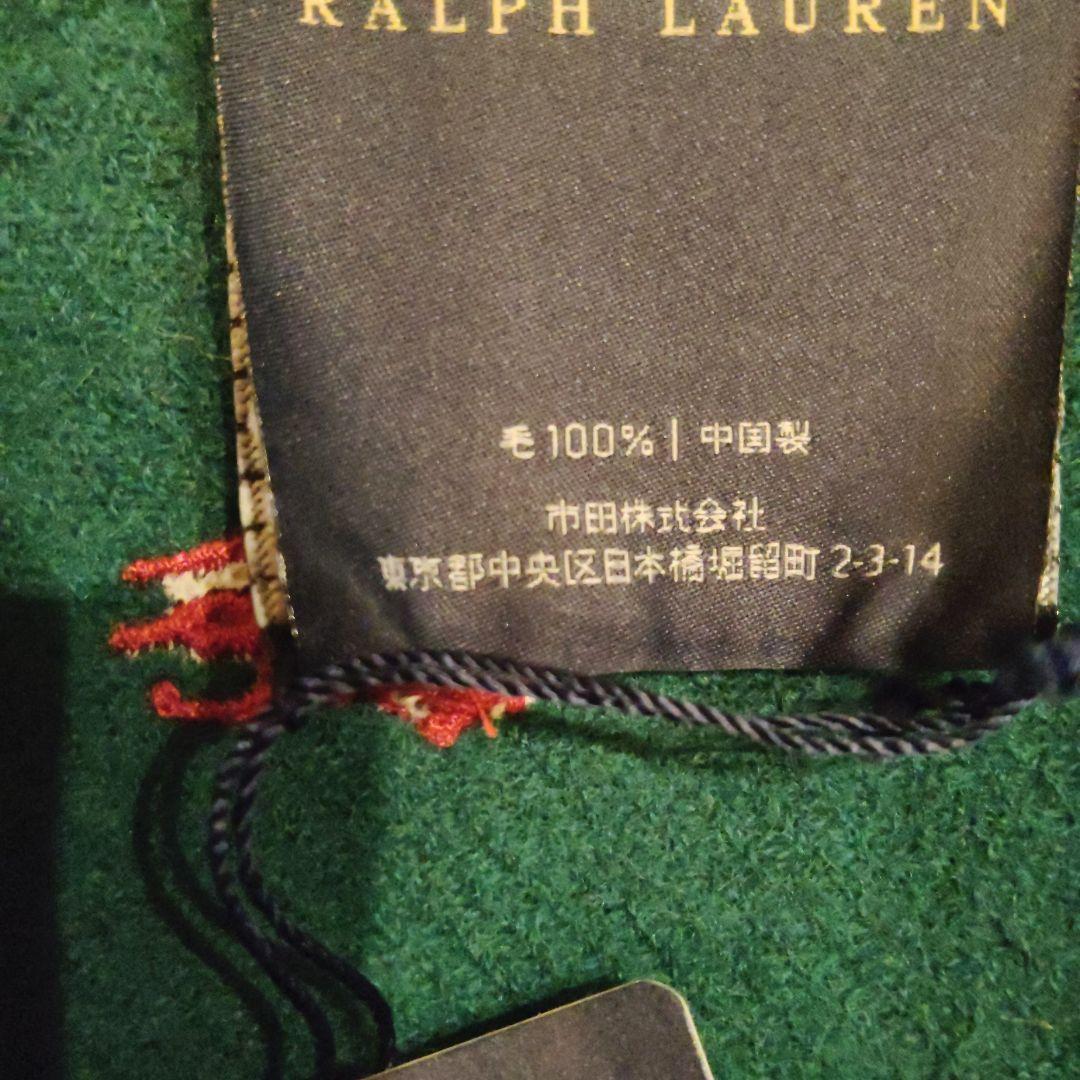 RALPH LAUREN
毛100% | 中国製
市田株式会社
東京都中央区日本橋堀留町 2-3-14